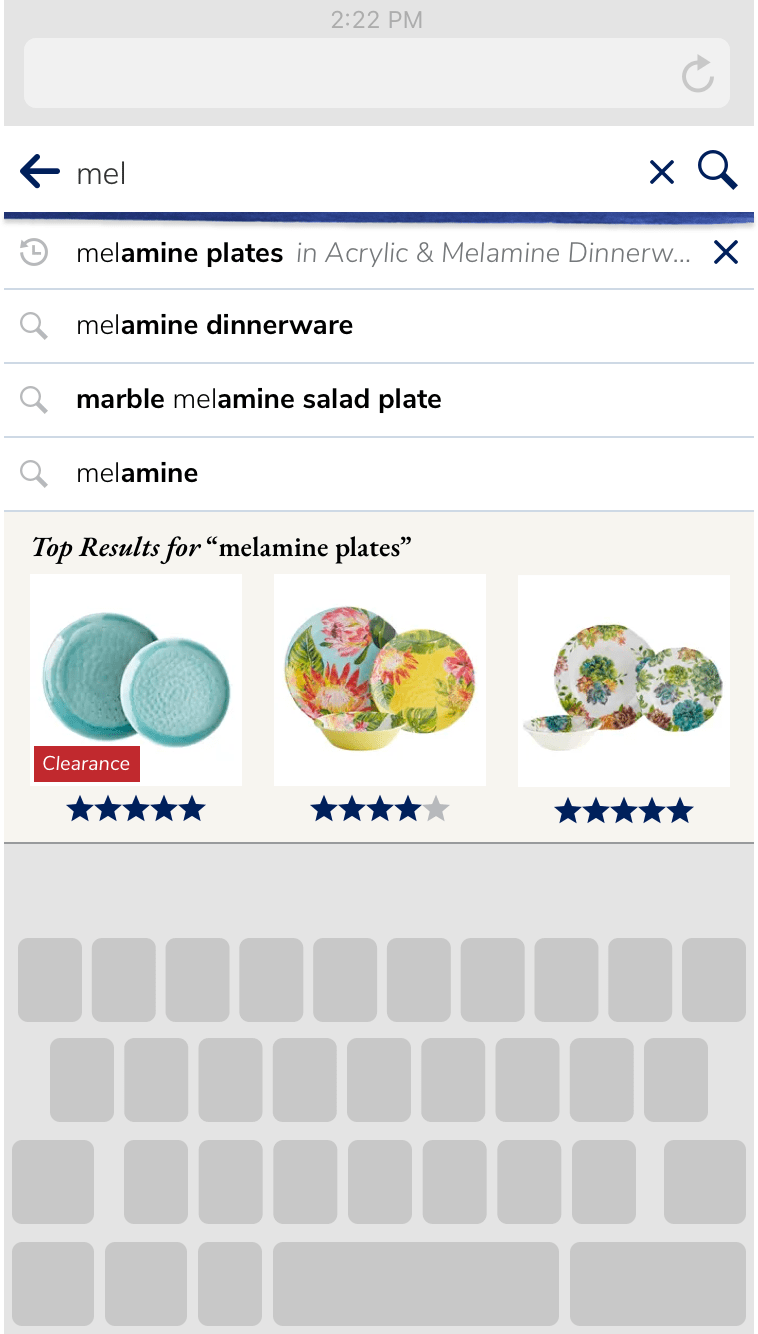 2:22 PM
mel
melamine plates in Acrylic & Melamine Dinnerw...
melamine dinnerware
marble melamine salad plate
melamine
Top Results for “melamine plates”
Clearance